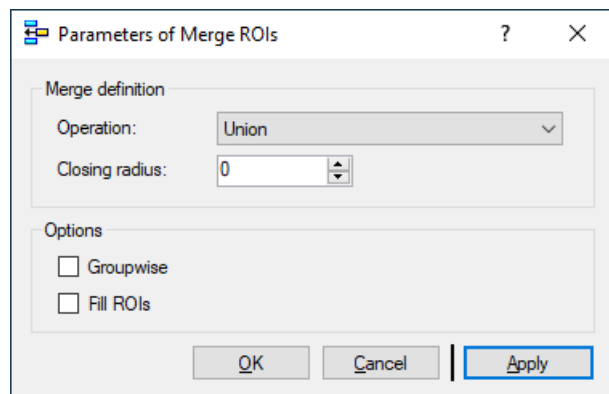 Parameters of Merge ROIs ?
Merge definition
Operation: Union
Closing radius: 0
Options
Groupwise
Fill ROIs
OK Cancel Apply